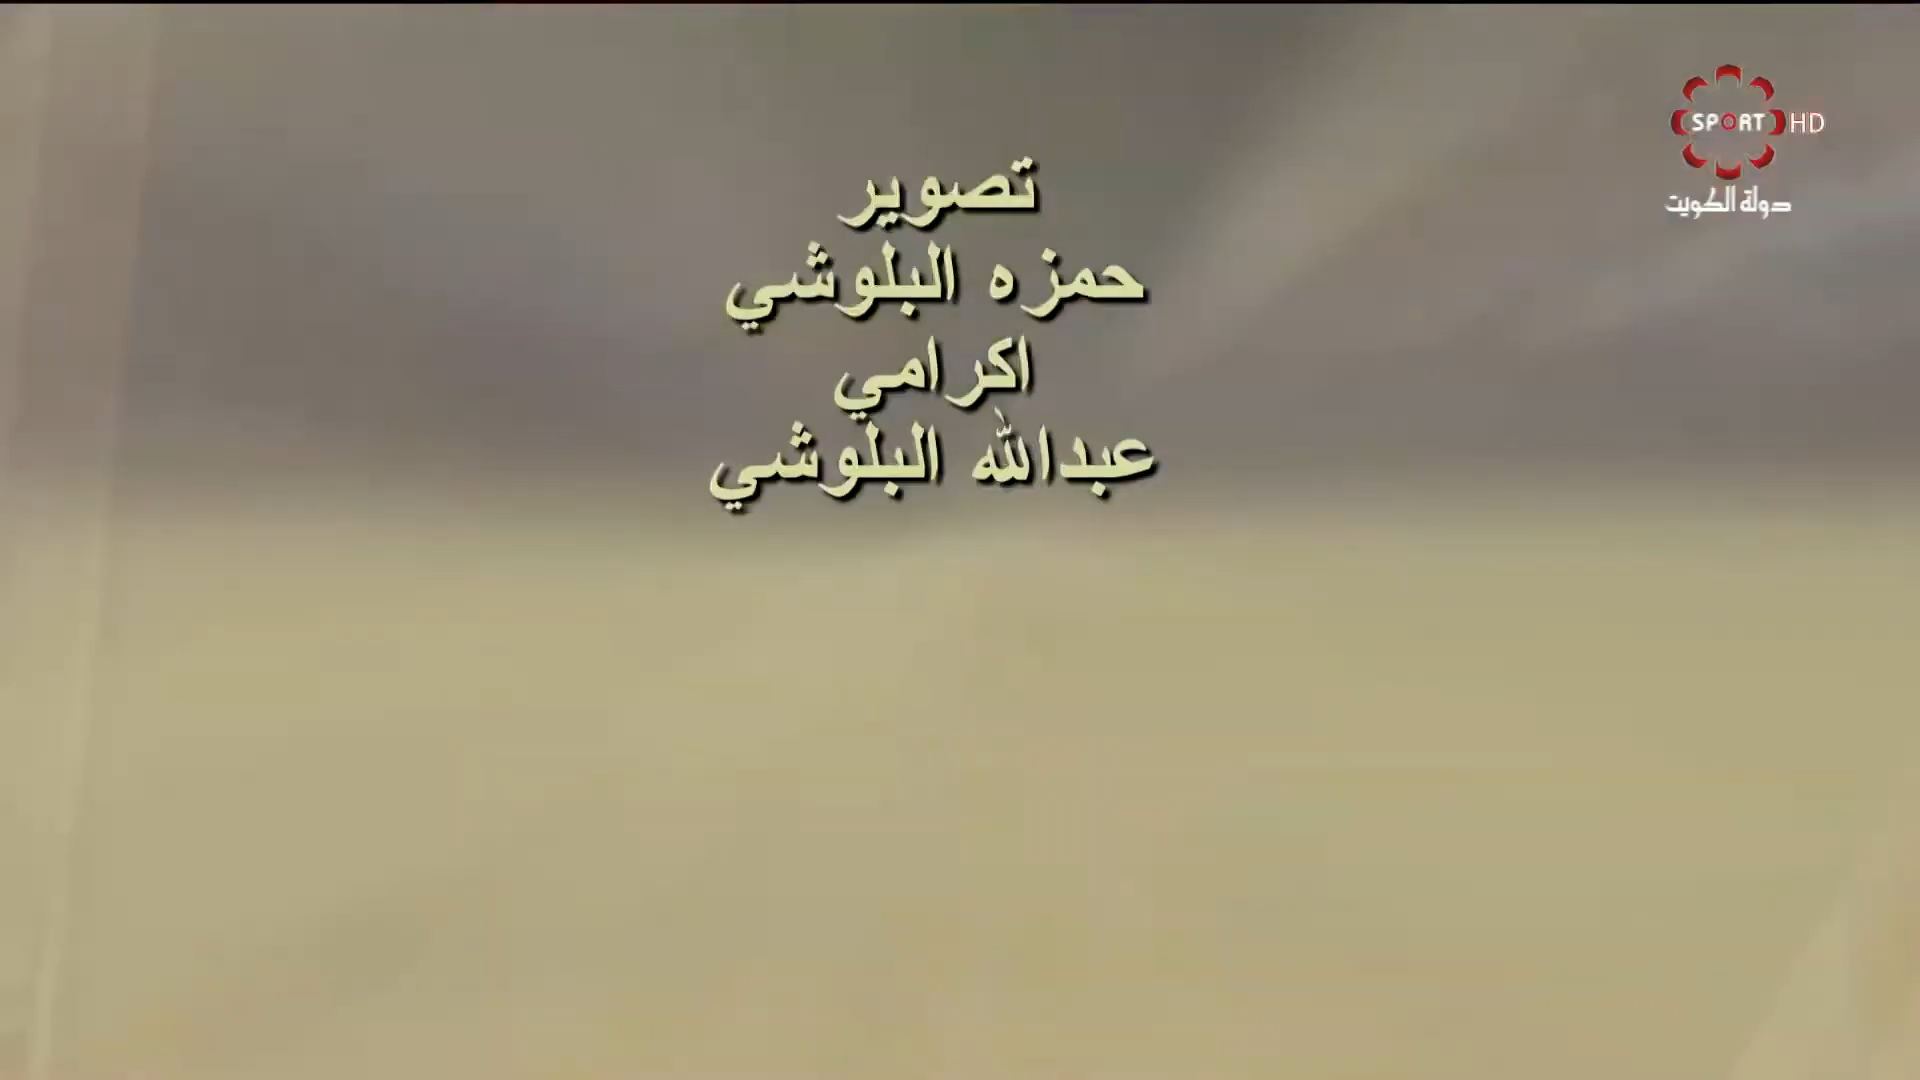 SPORT HD
دولة الكويت
تصوير
حمزه البلوشي
اكرامي
عبدالله البلوشي